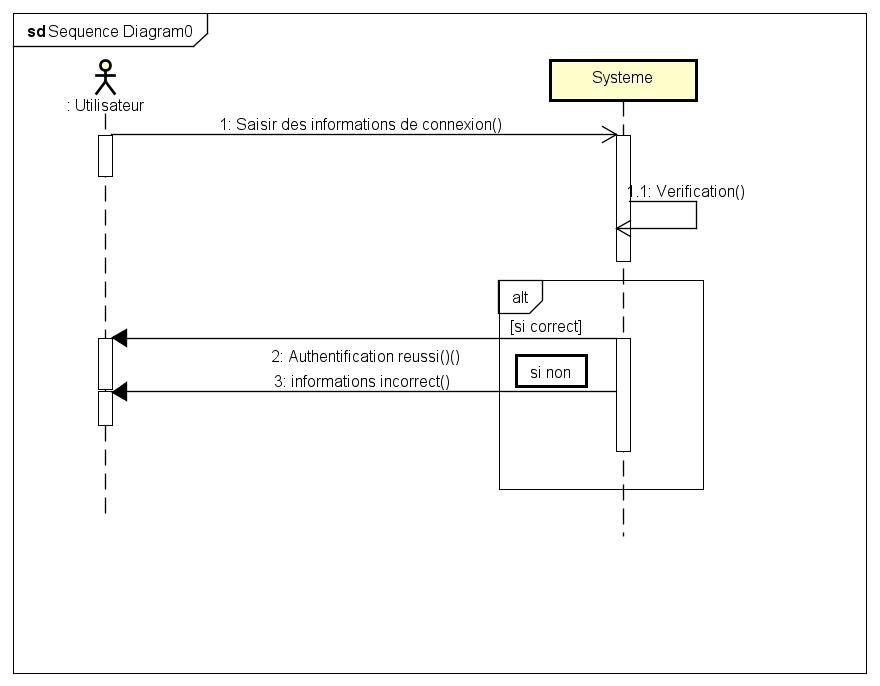 sd Sequence Diagram0
: Utilisateur
Systeme
1: Saisir des informations de connexion()
1.1: Verification()
alt
[si correct]
2: Authentification reussi()()
si non
3: informations incorrect()